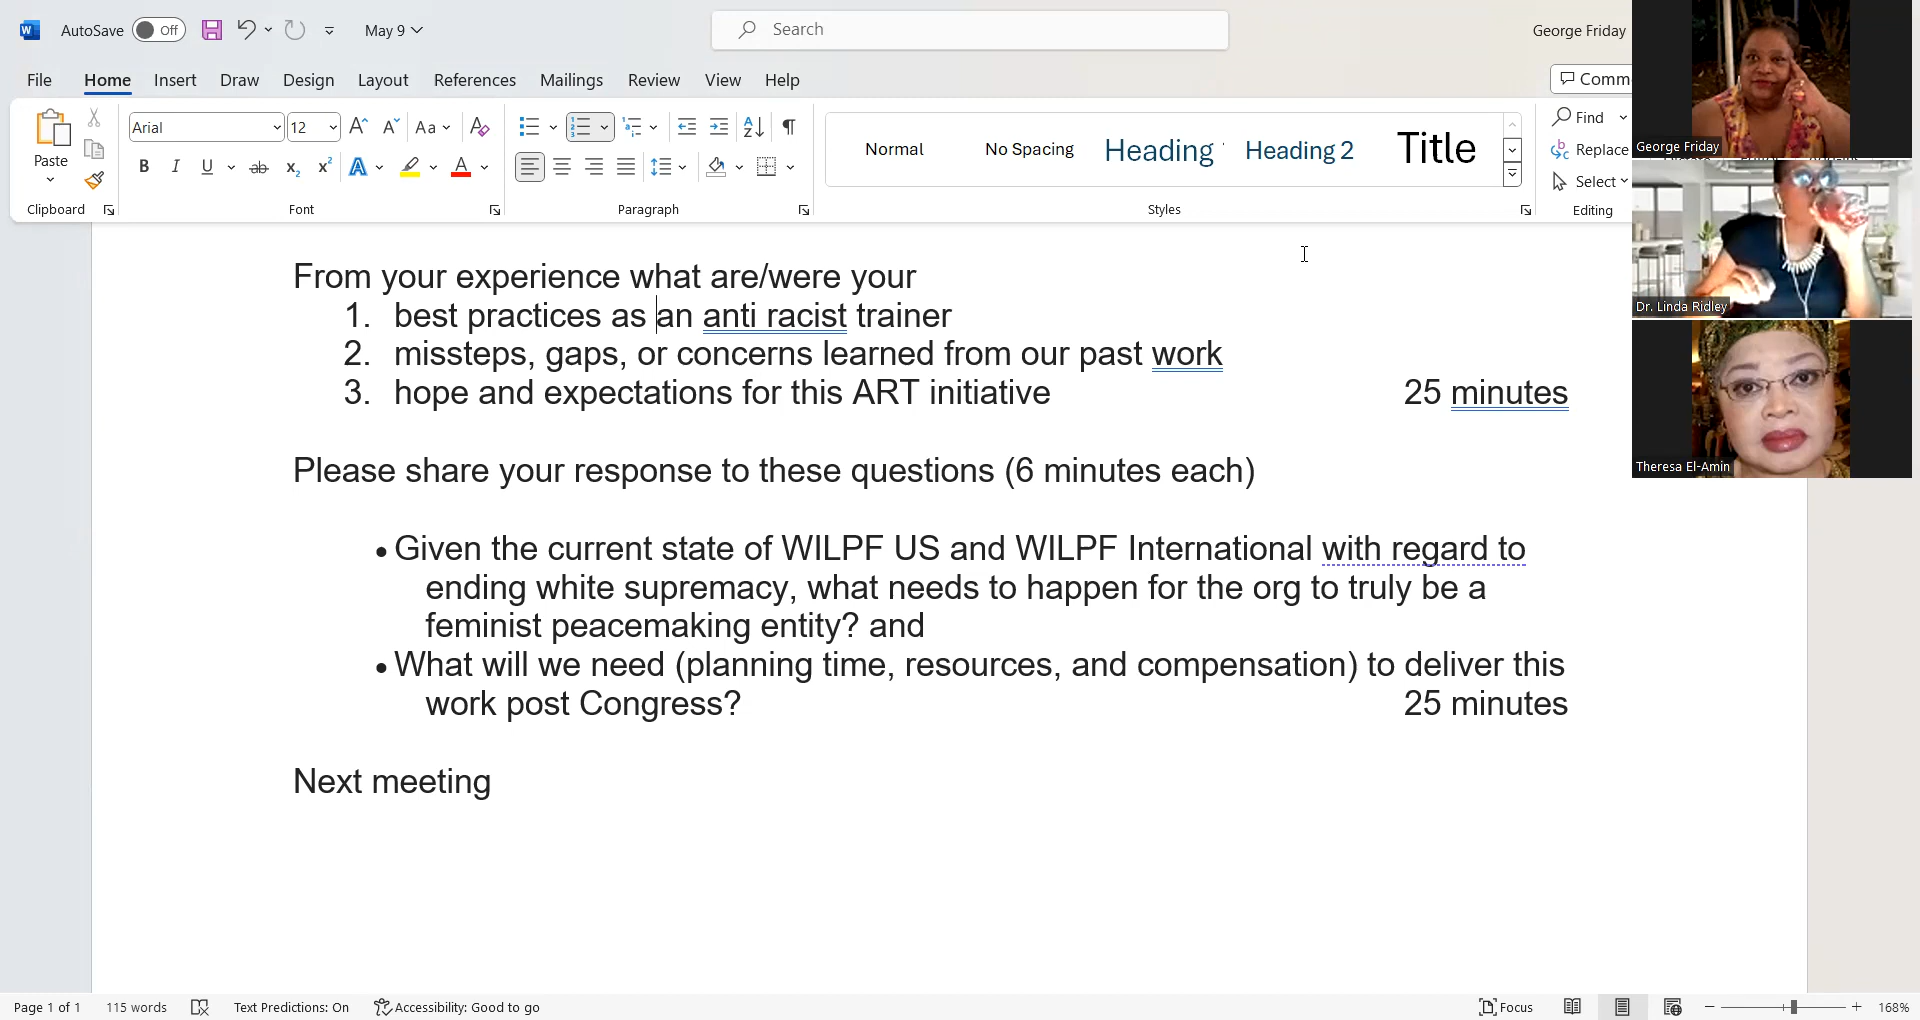 AutoSave Off May 9 Search George Friday
File Home Insert Draw Design Layout References Mailings Review View Help Comm
Paste Arial 12 Aa Normal No Spacing Heading Heading 2 Title Find
Replace
Select
Clipboard Font Paragraph Styles Editing
George Friday
Dr. Linda Ridley
Theresa El-Amin
From your experience what are/were your
1. best practices as an anti racist trainer
2. missteps, gaps, or concerns learned from our past work
3. hope and expectations for this ART initiative 25 minutes
Please share your response to these questions (6 minutes each)
• Given the current state of WILPF US and WILPF International with regard to
ending white supremacy, what needs to happen for the org to truly be a
feminist peacemaking entity? and
• What will we need (planning time, resources, and compensation) to deliver this
work post Congress? 25 minutes
Next meeting
Page 1 of 1 115 words Text Predictions: On Accessibility: Good to go Focus 168%